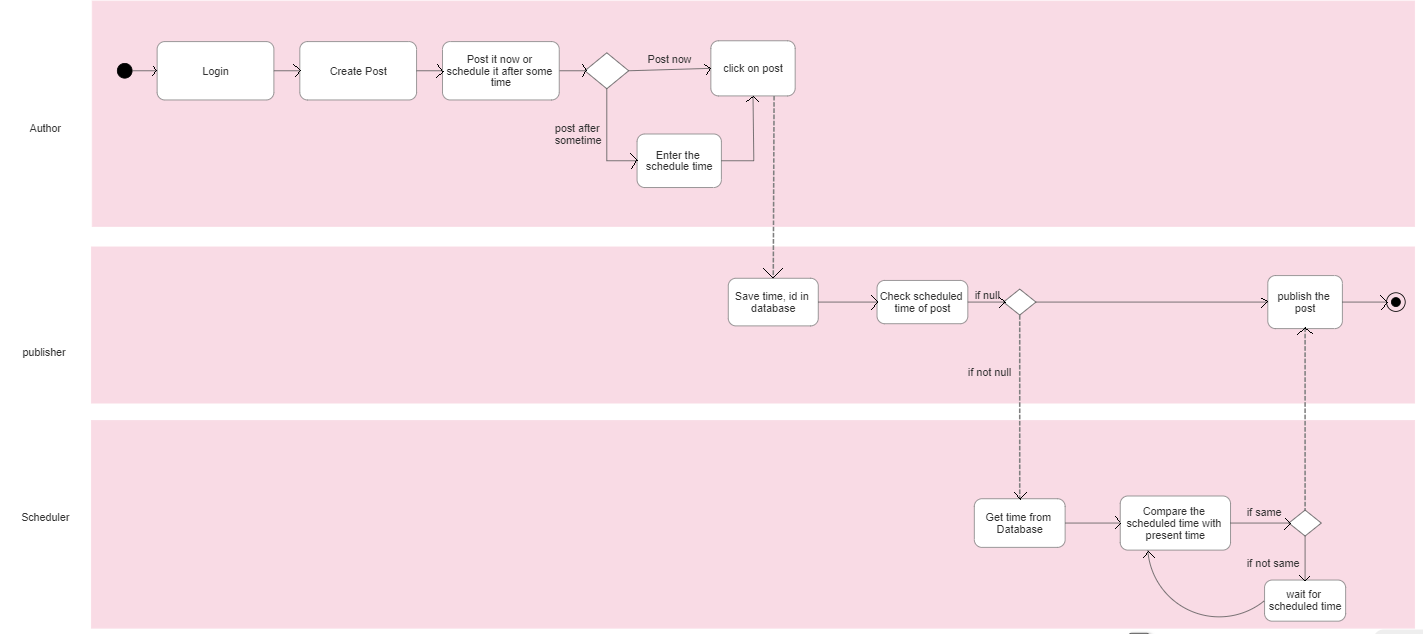 Author
Login
Create Post
Post it now or
schedule it after some
time
Post now
click on post
post after
sometime
Enter the
schedule time
publisher
Save time, id in
database
Check scheduled
time of post
if null
publish the
post
if not null
Scheduler
Get time from
Database
Compare the
scheduled time with
present time
if same
if not same
wait for
scheduled time